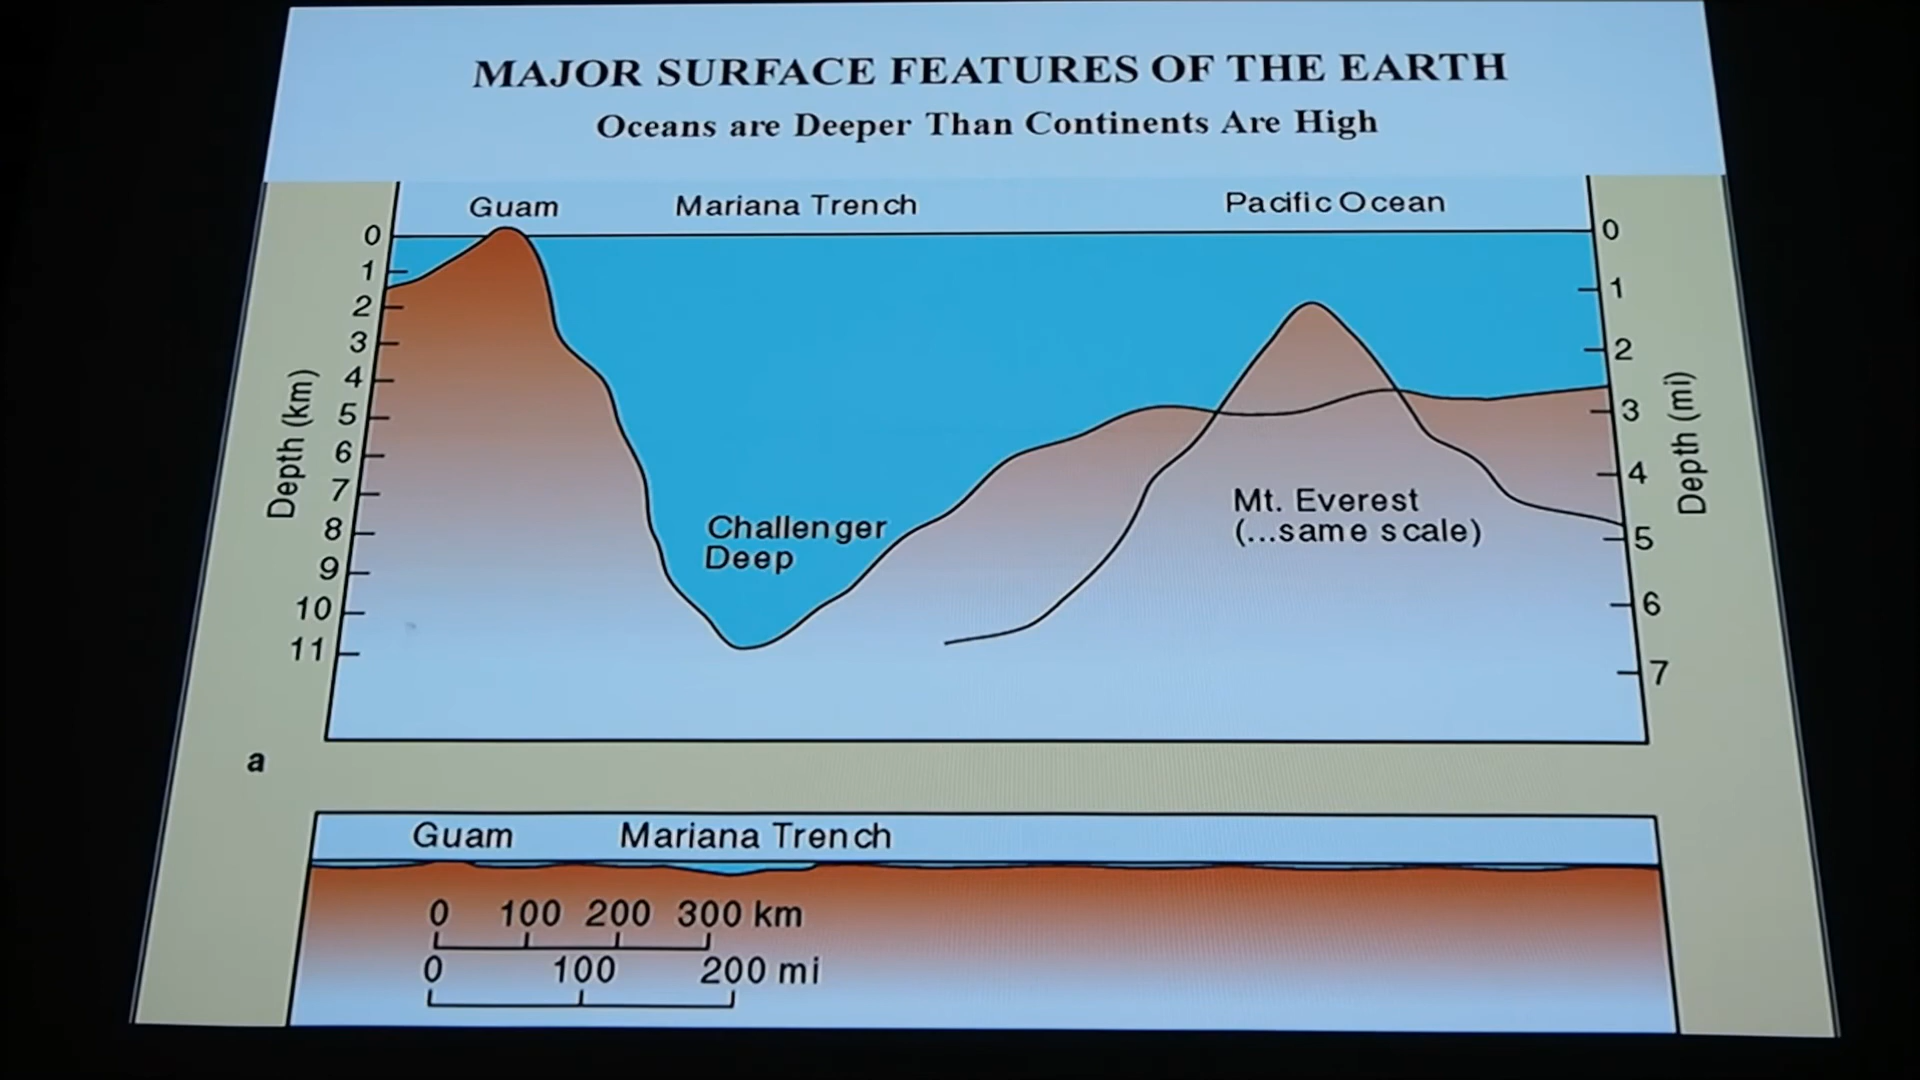 MAJOR SURFACE FEATURES OF THE EARTH
Oceans are Deeper Than Continents Are High
Guam
Mariana Trench
Pacific Ocean
0
1
2
3
4
5
6
7
8
9
10
11
Depth (km)
0
1
2
3
4
5
6
7
Depth (mi)
Challenger
Deep
Mt. Everest
(...same scale)
a
Guam
Mariana Trench
0 100 200 300 km
0 100 200 mi